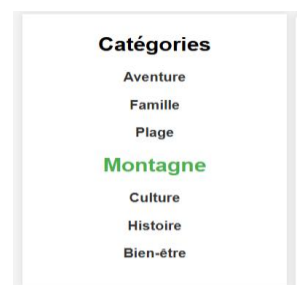 Catégories
Aventure
Famille
Plage
Montagne
Culture
Histoire
Bien-être